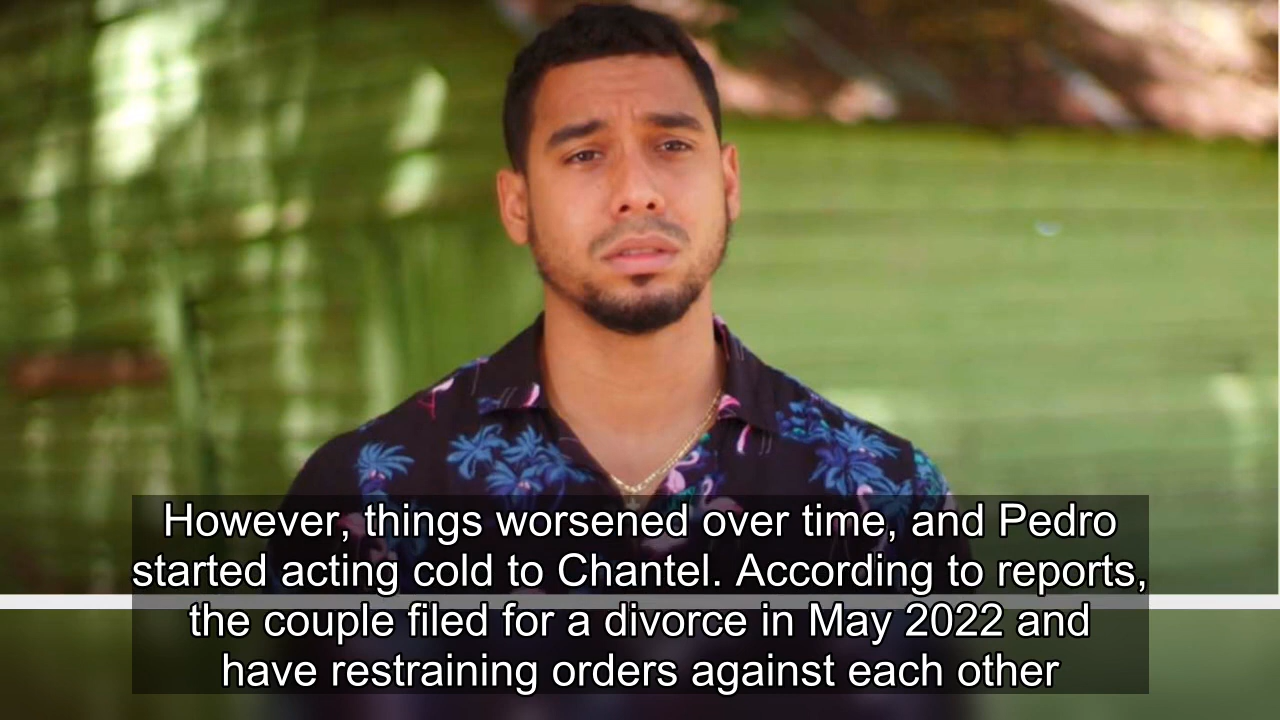 However, things worsened over time, and Pedro
started acting cold to Chantel. According to reports,
the couple filed for a divorce in May 2022 and
have restraining orders against each other